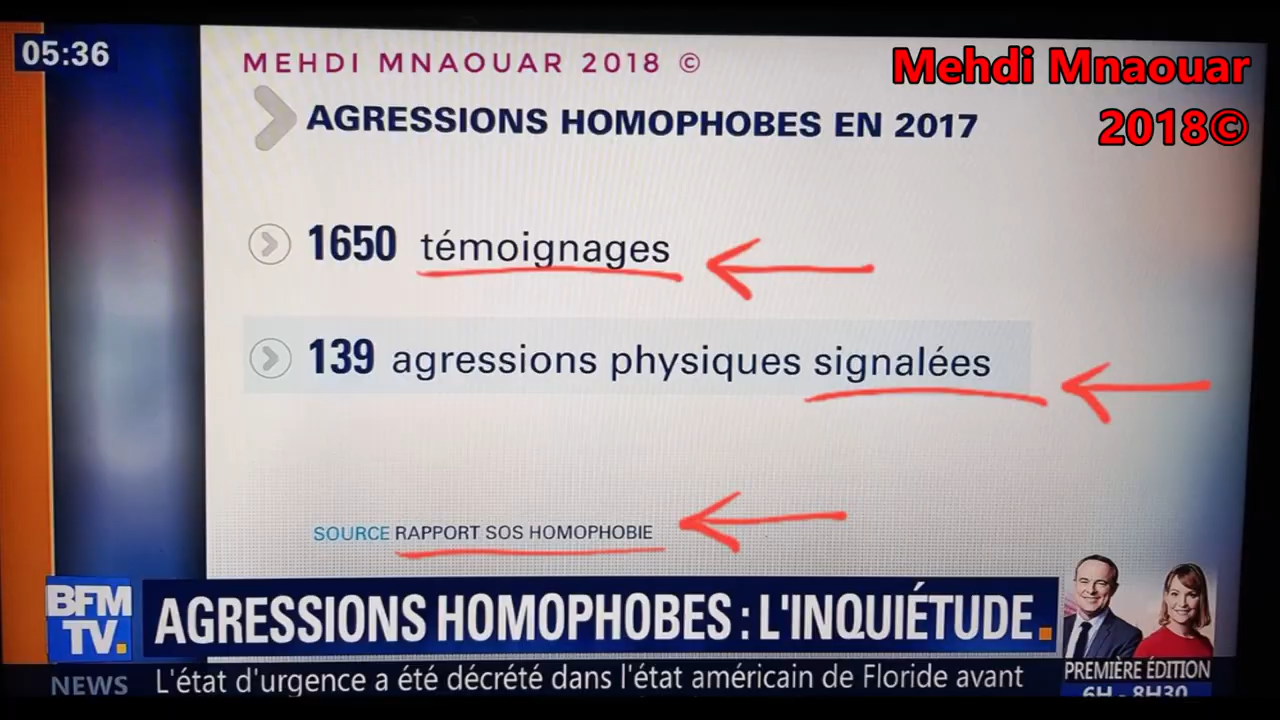 05:36
MEHDI MNAOUAR 2018 ©
Mehdi Mnaouar
2018©
AGRESSIONS HOMOPHOBES EN 2017
1650 témoignages
139 agressions physiques signalées
SOURCE RAPPORT SOS HOMOPHOBIE
BFM
TV.
AGRESSIONS HOMOPHOBES : L'INQUIÉTUDE.
PREMIÈRE ÉDITION
6H - 8H30
NEWS L'état d'urgence a été décrété dans l'état américain de Floride avant